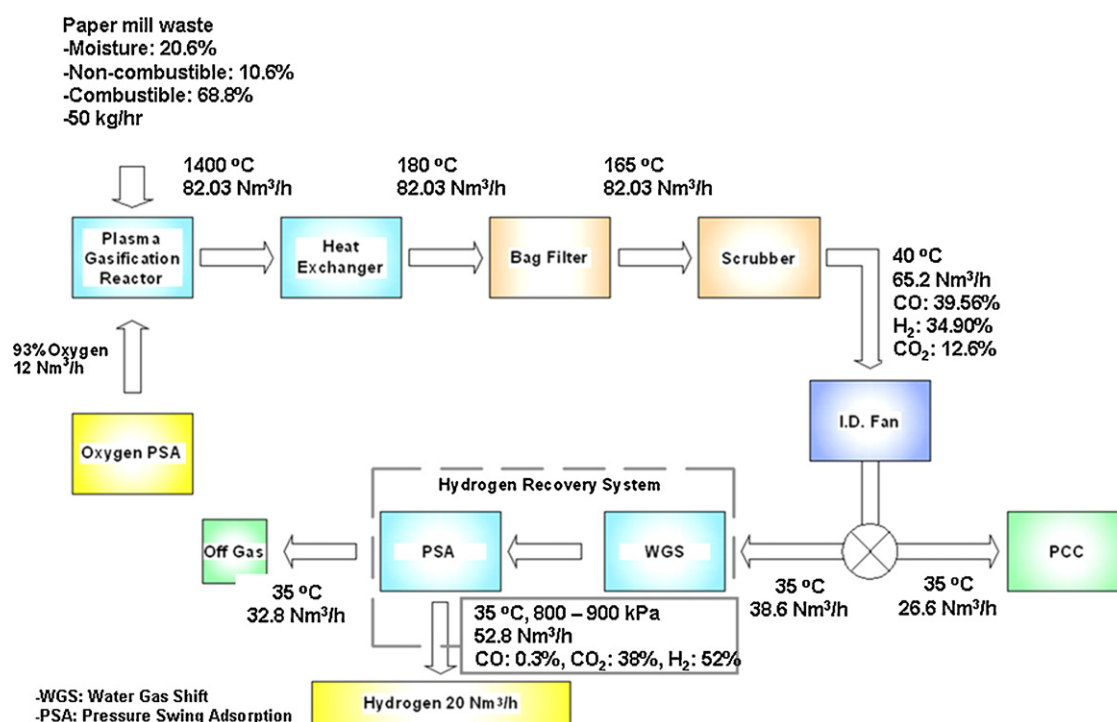 Paper mill waste
-Moisture: 20.6%
-Non-combustible: 10.6%
-Combustible: 68.8%
-50 kg/hr
1400 ºC
82.03 Nm³/h
180 ºC
82.03 Nm³/h
165 ºC
82.03 Nm³/h
Plasma
Gasification
Reactor
Heat
Exchanger
Bag Filter
Scrubber
40 ºC
65.2 Nm³/h
CO: 39.56%
H₂: 34.90%
CO₂: 12.6%
93% Oxygen
12 Nm³/h
Oxygen PSA
I.D. Fan
Hydrogen Recovery System
Off Gas
PSA
WGS
PCC
35 ºC
32.8 Nm³/h
35 ºC
38.6 Nm³/h
35 ºC
26.6 Nm³/h
35 ºC, 800 – 900 kPa
52.8 Nm³/h
CO: 0.3%, CO₂: 38%, H₂: 52%
Hydrogen 20 Nm³/h
-WGS: Water Gas Shift
-PSA: Pressure Swing Adsorption